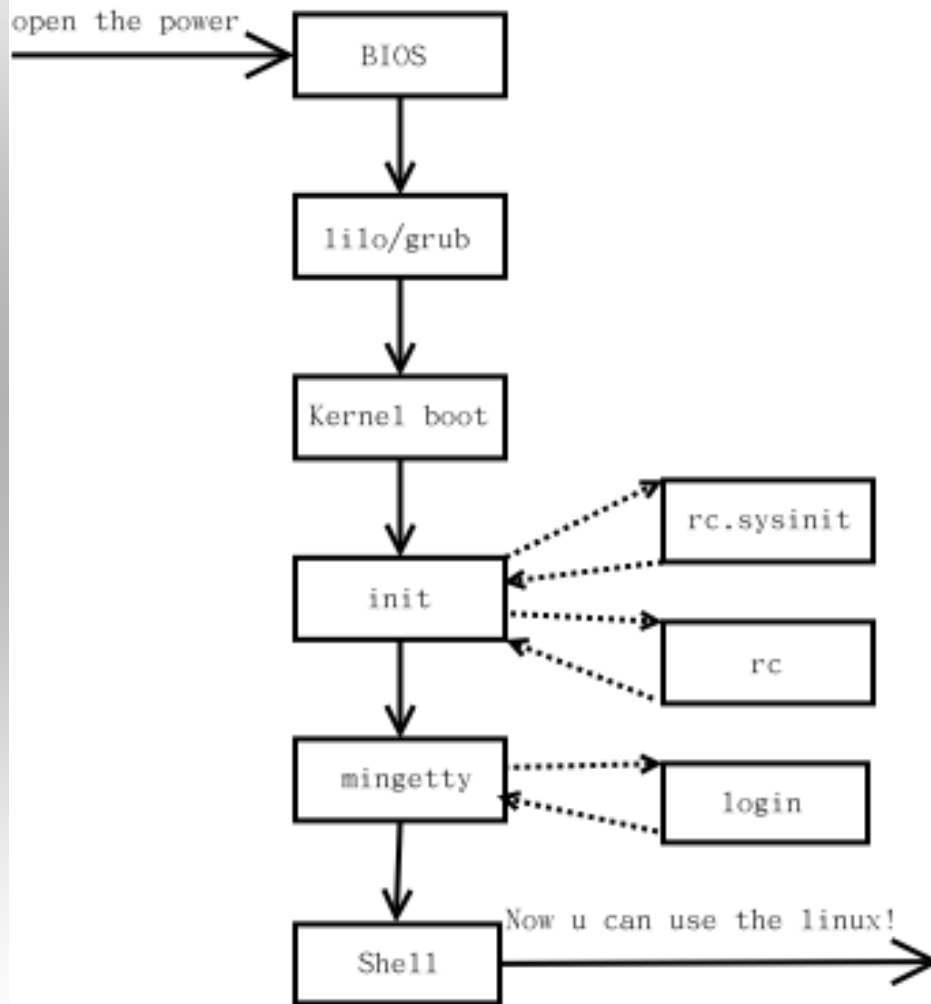 open the power
BIOS
lilo/grub
Kernel boot
rc.sysinit
init
rc
mingetty
login
Now u can use the linux!
Shell